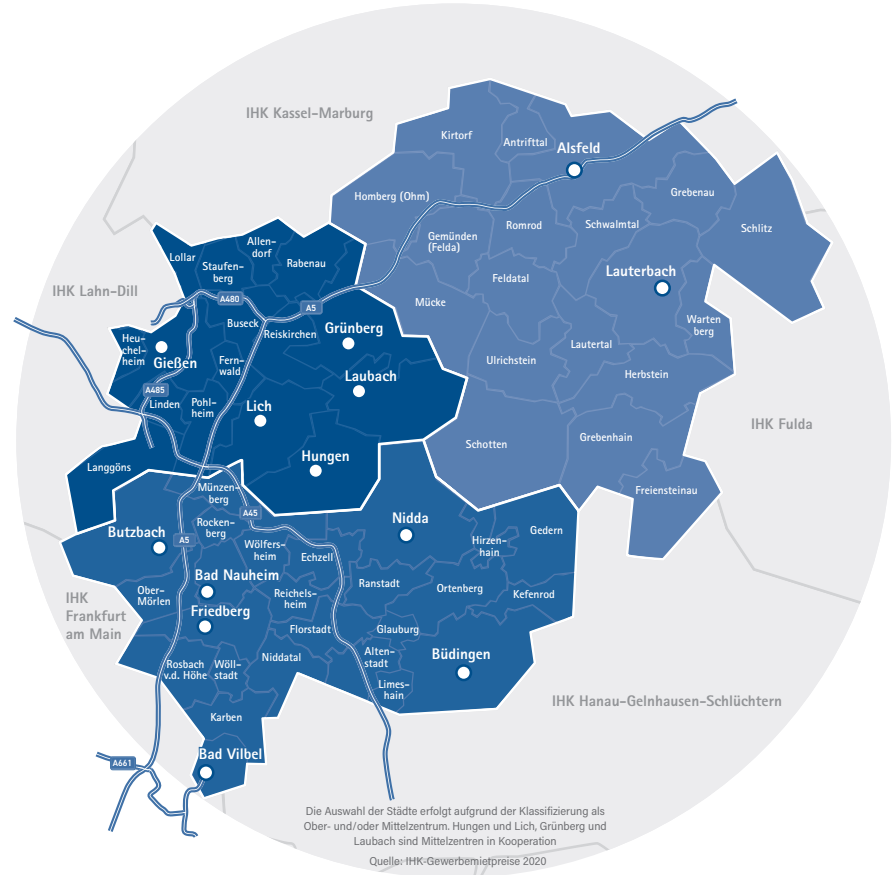 IHK Kassel-Marburg
Kirtorf
Antrifttal
Alsfeld
Homberg (Ohm)
Grebenau
Gemünden
(Felda)
Romrod
Schwalmtal
Schlitz
Lollar
Allen-
dorf
Staufen-
berg
Rabenau
Feldatal
Lauterbach
IHK Lahn-Dill
A480
A5
Mücke
Buseck
Reiskirchen
Grünberg
Warten
berg
Heu-
chel-
heim
Gießen
Fern-
wald
Lautertal
Ulrichstein
Herbstein
A485
Linden
Pohl-
heim
Laubach
Lich
IHK Fulda
Schotten
Grebenhain
Hungen
Langgöns
Freiensteinau
Münzen-
berg
A45
Butzbach
A5
Rocken-
berg
Nidda
Gedern
Hirzen-
hain
Wölfers-
heim
Echzell
Bad Nauheim
Ranstadt
Ortenberg
Kefenrod
Ober-
Mörlen
Reichels-
heim
IHK
Frankfurt
am Main
Friedberg
Florstadt
Glauburg
Rosbach
v.d. Höhe
Wöll-
stadt
Niddatal
Alten-
stadt
Büdingen
Limes-
hain
IHK Hanau-Gelnhausen-Schlüchtern
Karben
Bad Vilbel
A661
Die Auswahl der Städte erfolgt aufgrund der Klassifizierung als
Ober- und/oder Mittelzentrum. Hungen und Lich, Grünberg und
Laubach sind Mittelzentren in Kooperation
Quelle: IHK-Gewerbemietpreise 2020